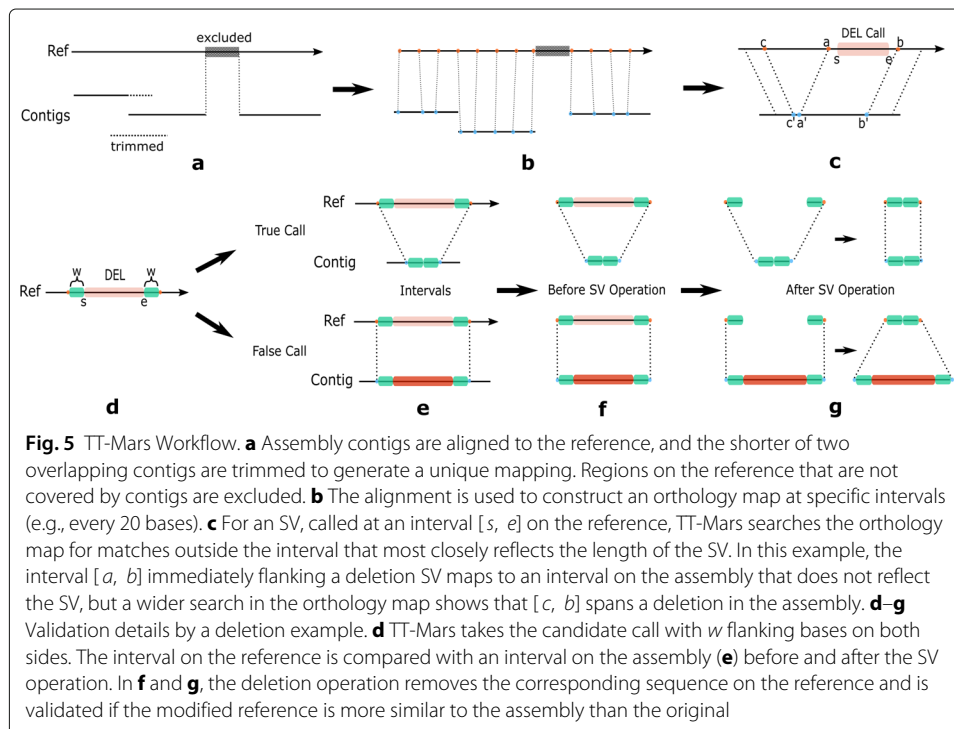 excluded
Ref
Contigs
trimmed
a
b
c a b
DEL Call
s e
c' a' b'
c
Ref
True Call
Contig
w DEL w
Ref
s e
Intervals
Before SV Operation
After SV Operation
Ref
False Call
Contig
d
e
f
g
Fig. 5 TT-Mars Workflow. a Assembly contigs are aligned to the reference, and the shorter of two
overlapping contigs are trimmed to generate a unique mapping. Regions on the reference that are not
covered by contigs are excluded. b The alignment is used to construct an orthology map at specific intervals
(e.g., every 20 bases). c For an SV, called at an interval [s, e] on the reference, TT-Mars searches the orthology
map for matches outside the interval that most closely reflects the length of the SV. In this example, the
interval [a, b] immediately flanking a deletion SV maps to an interval on the assembly that does not reflect
the SV, but a wider search in the orthology map shows that [c, b] spans a deletion in the assembly. d–g
Validation details by a deletion example. d TT-Mars takes the candidate call with w flanking bases on both
sides. The interval on the reference is compared with an interval on the assembly (e) before and after the SV
operation. In f and g, the deletion operation removes the corresponding sequence on the reference and is
validated if the modified reference is more similar to the assembly than the original